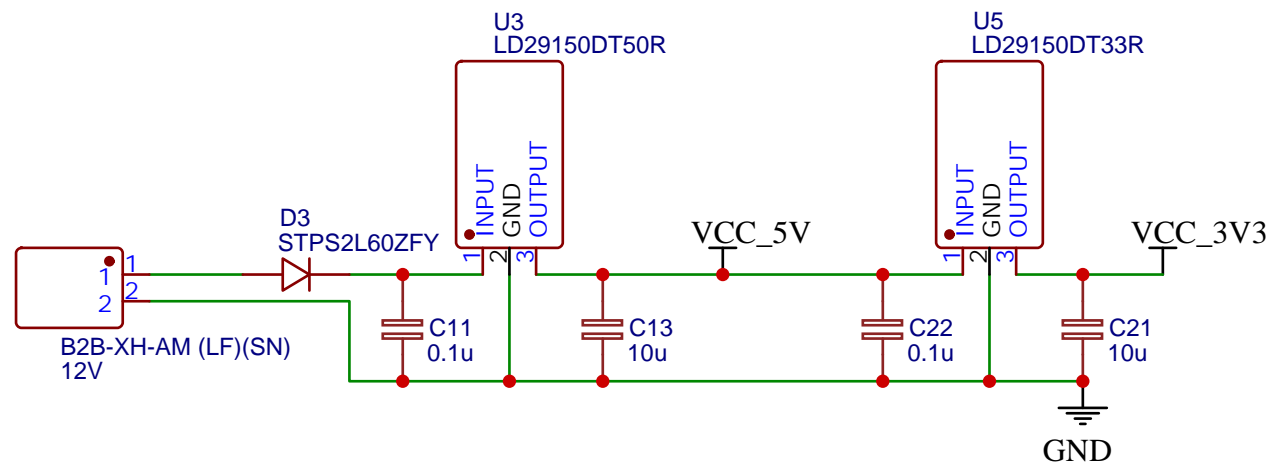 U3
LD29150DT50R
INPUT
GND
OUTPUT
1
2
3
U5
LD29150DT33R
INPUT
GND
OUTPUT
1
2
3
D3
STPS2L60ZFY
VCC_5V
VCC_3V3
1
1
2
2
B2B-XH-AM (LF)(SN)
12V
C11
0.1u
C13
10u
C22
0.1u
C21
10u
GND